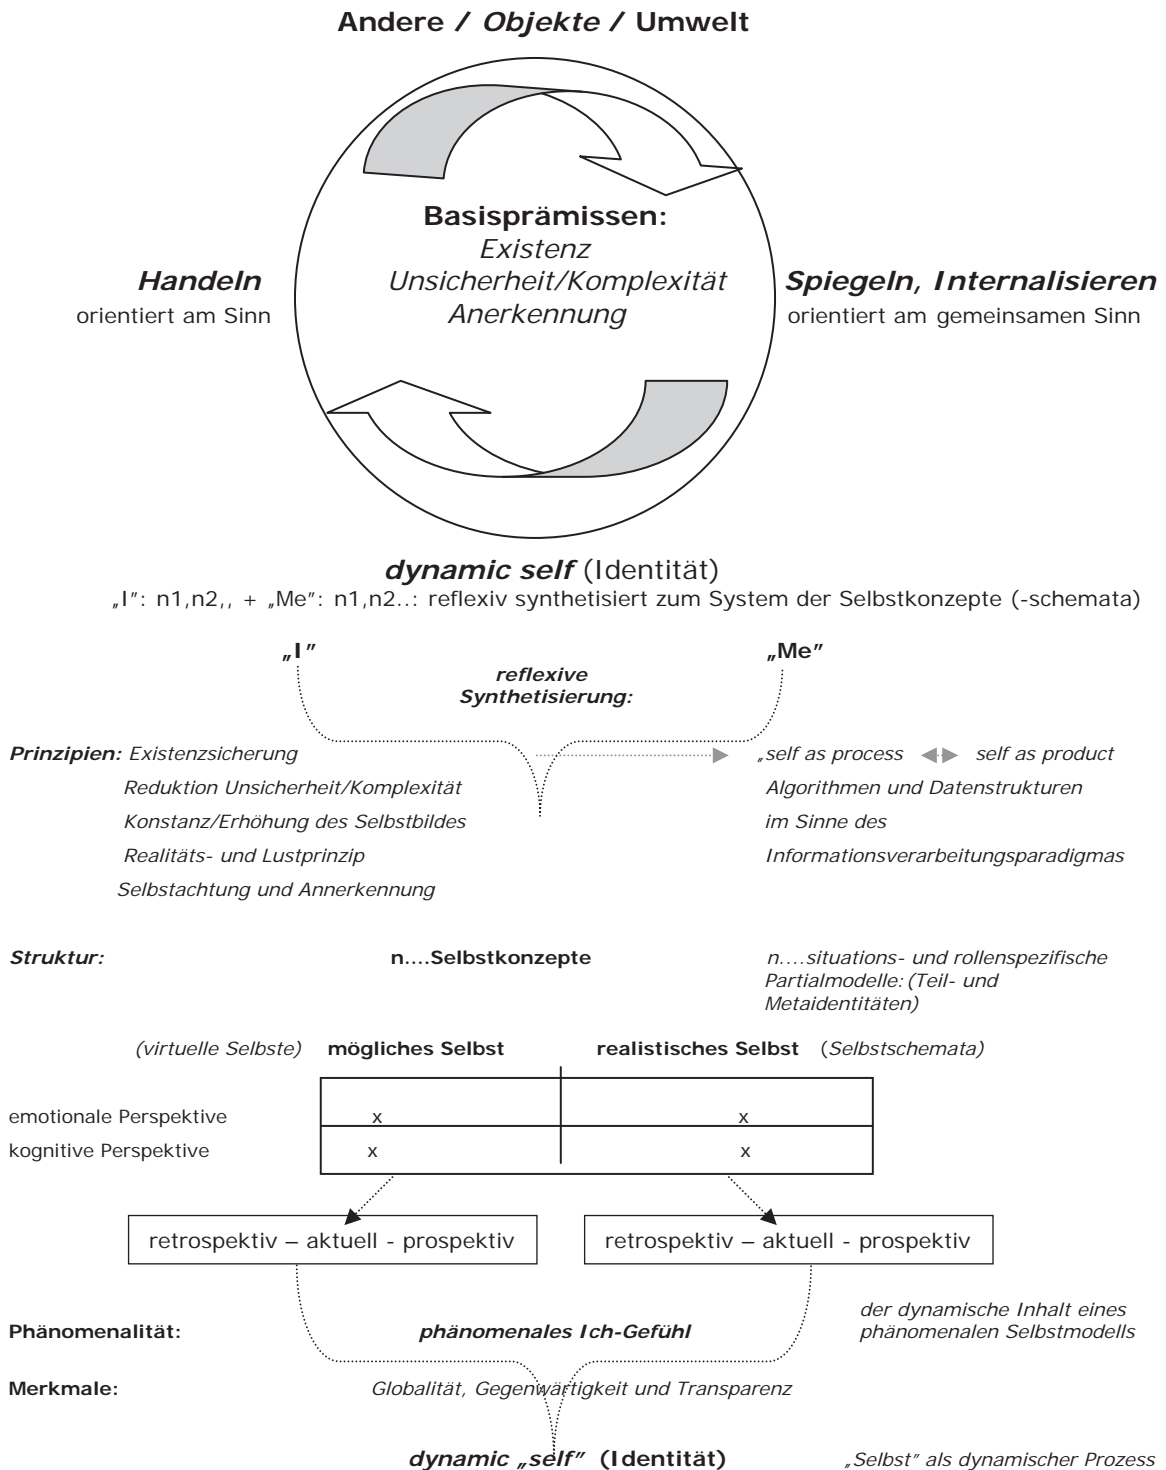 Andere / Objekte / Umwelt
Basisprämissen:
Existenz
Unsicherheit/Komplexität
Anerkennung
Handeln
orientiert am Sinn
Spiegeln, Internalisieren
orientiert am gemeinsamen Sinn
dynamic self (Identität)
„I": n1,n2,, + „Me": n1,n2..: reflexiv synthetisiert zum System der Selbstkonzepte (-schemata)
„I" „Me"
reflexive
Synthetisierung:
Prinzipien: Existenzsicherung „self as process self as product
Reduktion Unsicherheit/Komplexität Algorithmen und Datenstrukturen
Konstanz/Erhöhung des Selbstbildes im Sinne des
Realitäts- und Lustprinzip Informationsverarbeitungsparadigmas
Selbstachtung und Annerkennung
Struktur: n....Selbstkonzepte n....situations- und rollenspezifische
Partialmodelle: (Teil- und
Metaidentitäten)
(virtuelle Selbste) mögliches Selbst realistisches Selbst (Selbstschemata)
emotionale Perspektive x x
kognitive Perspektive x x
retrospektiv – aktuell - prospektiv retrospektiv – aktuell - prospektiv
der dynamische Inhalt eines
Phänomenalität: phänomenales Ich-Gefühl phänomenalen Selbstmodells
Merkmale: Globalität, Gegenwärtigkeit und Transparenz
dynamic „self" (Identität) „Selbst" als dynamischer Prozess